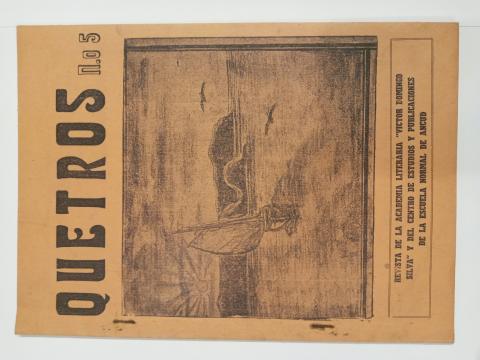 QUETROS n.o 5
REVISTA DE LA ACADEMIA LITERARIA "VICTOR DOMINGO
SILVA" Y DEL CENTRO DE ESTUDIOS Y PUBLICACIONES
DE LA ESCUELA NORMAL DE ANCUD